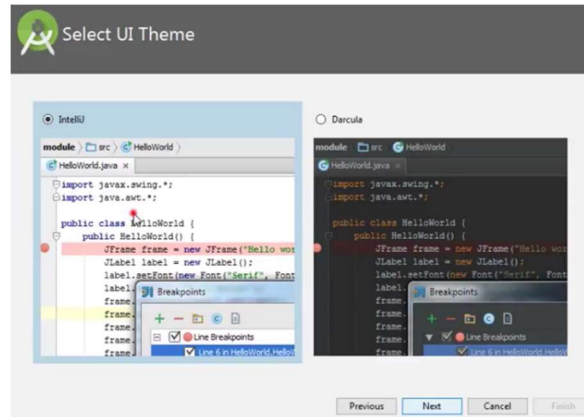 Select UI Theme
IntelliJ
module src HelloWorld
HelloWorld.java ×
import javax.swing.*;
import java.awt.*;
public class HelloWorld {
public HelloWorld() {
JFrame frame = new JFrame("Hello wor
JLabel label = new JLabel();
label.setFont(new Font("Serif", Font
label.
frame.
frame.
frame.
frame.
frame.
Breakpoints
Line Breakpoints
Line 6 in HelloWorld.HelloW
Darcula
module src HelloWorld
HelloWorld.java ×
import javax.swing.*;
import java.awt.*;
public class HelloWorld {
public HelloWorld() {
JFrame frame = new JFrame("Hello wor
JLabel label = new JLabel();
label.setFont(new Font("Serif", Font
label.
frame.
frame.
frame.
frame.
frame.
Breakpoints
Line Breakpoints
Line 6 in HelloWorld.HelloW
Previous Next Cancel Finish